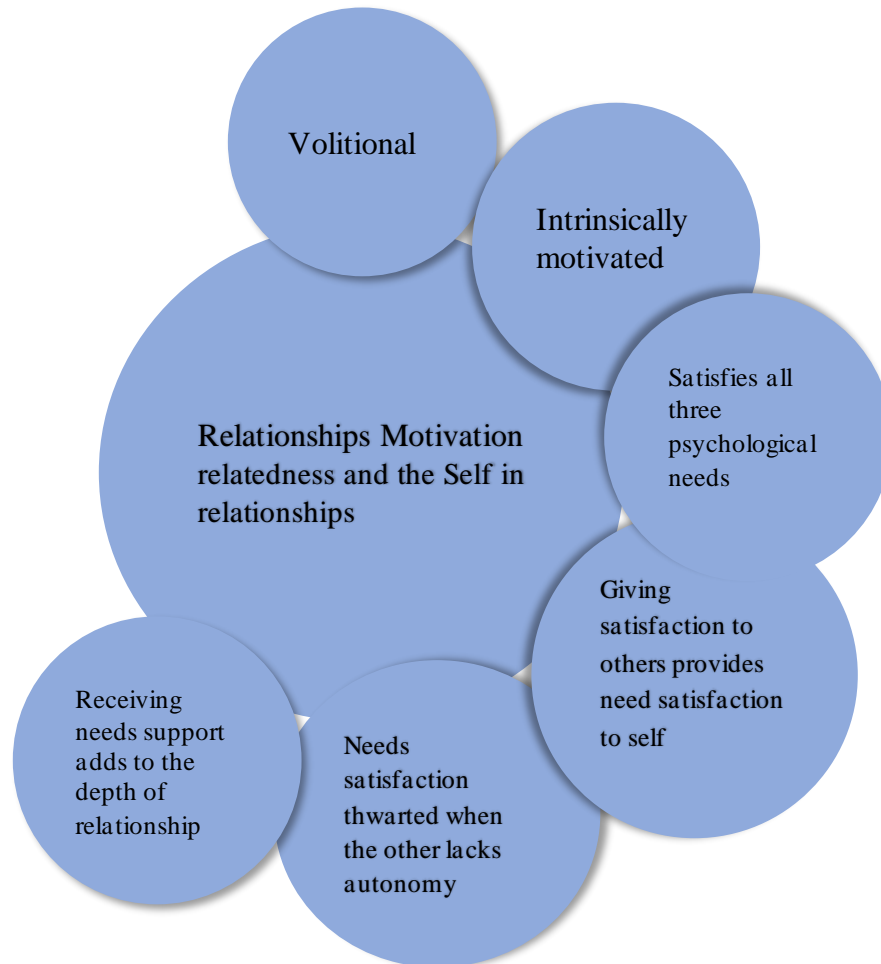 Volitional
Intrinsically
motivated
Satisfies all
three
psychological
needs
Relationships Motivation
relatedness and the Self in
relationships
Giving
satisfaction to
others provides
need satisfaction
to self
Needs
satisfaction
thwarted when
the other lacks
autonomy
Receiving
needs support
adds to the
depth of
relationship